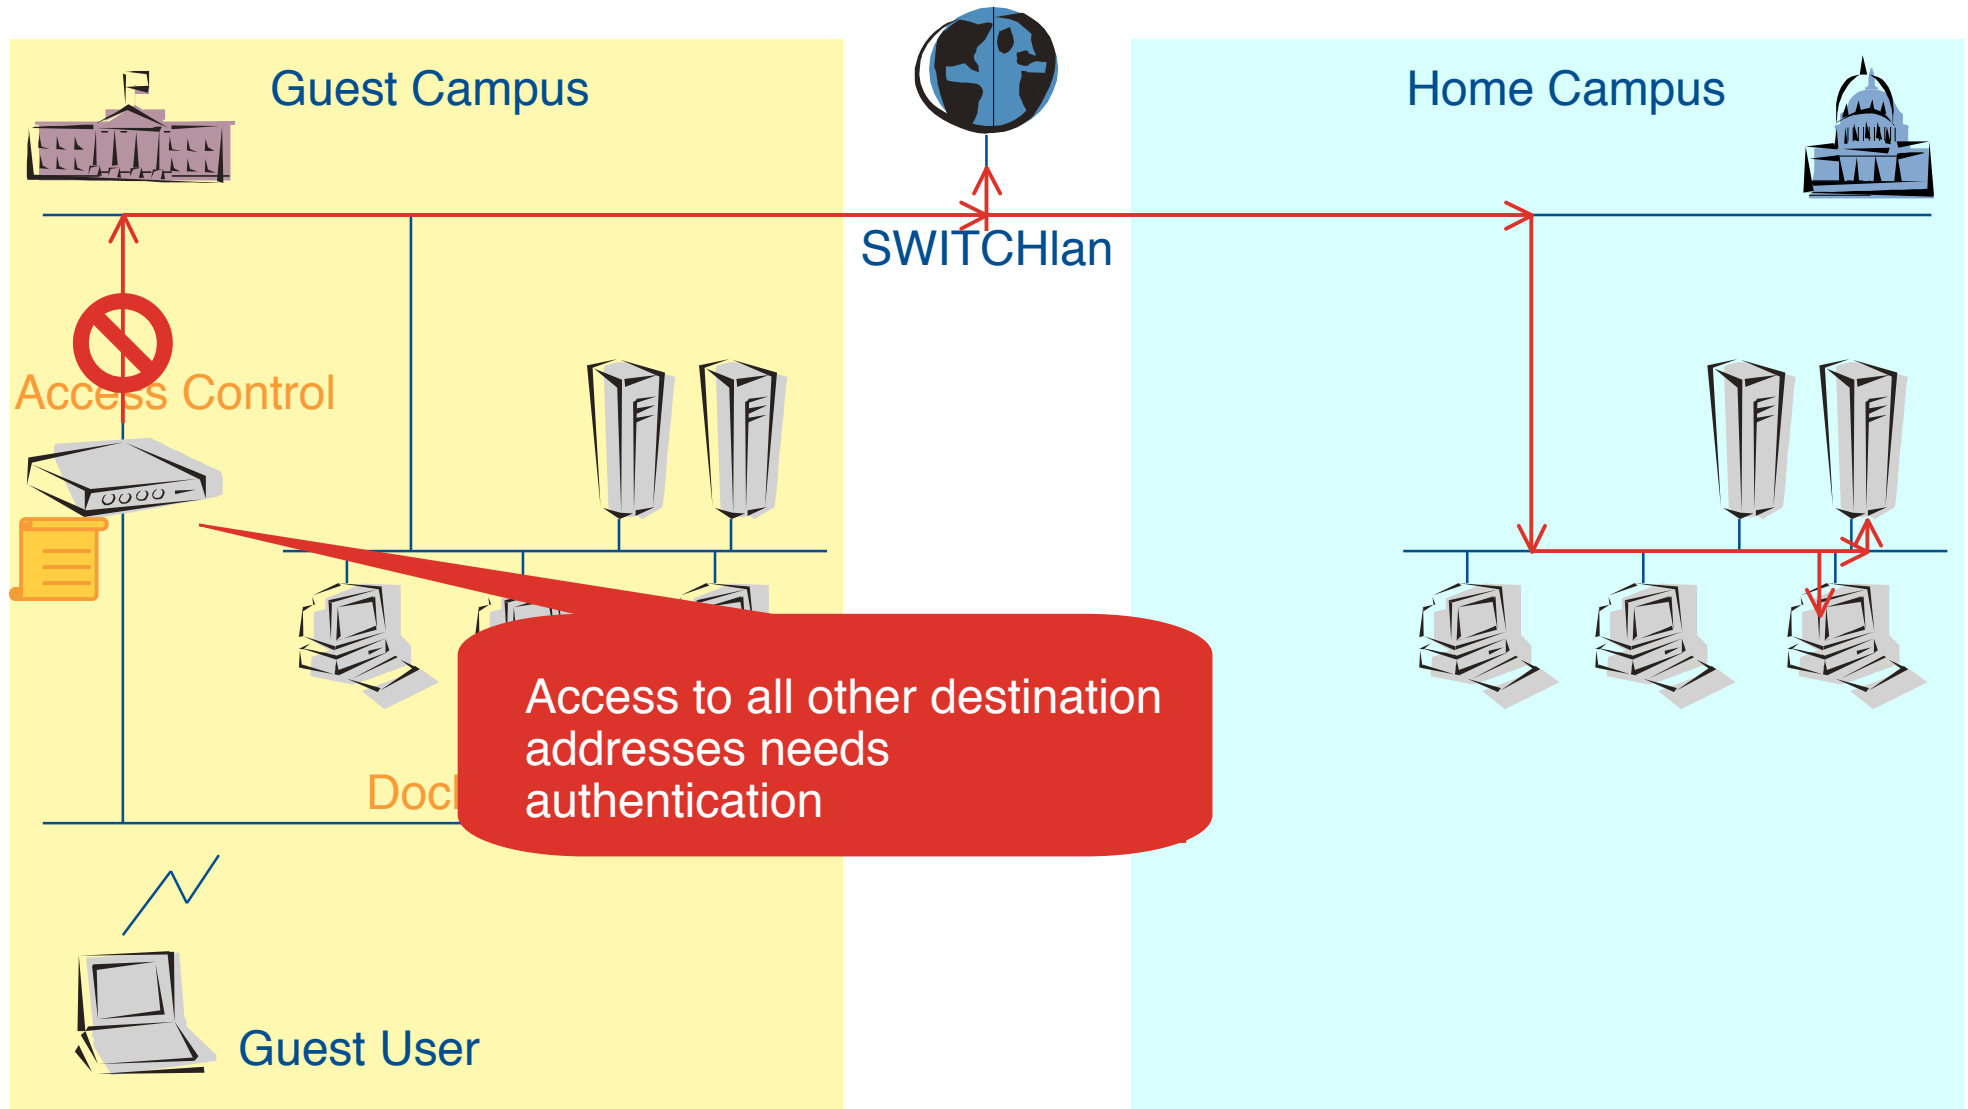 Guest Campus
Home Campus
SWITCHlan
Access Control
Access to all other destination
addresses needs
authentication
Guest User